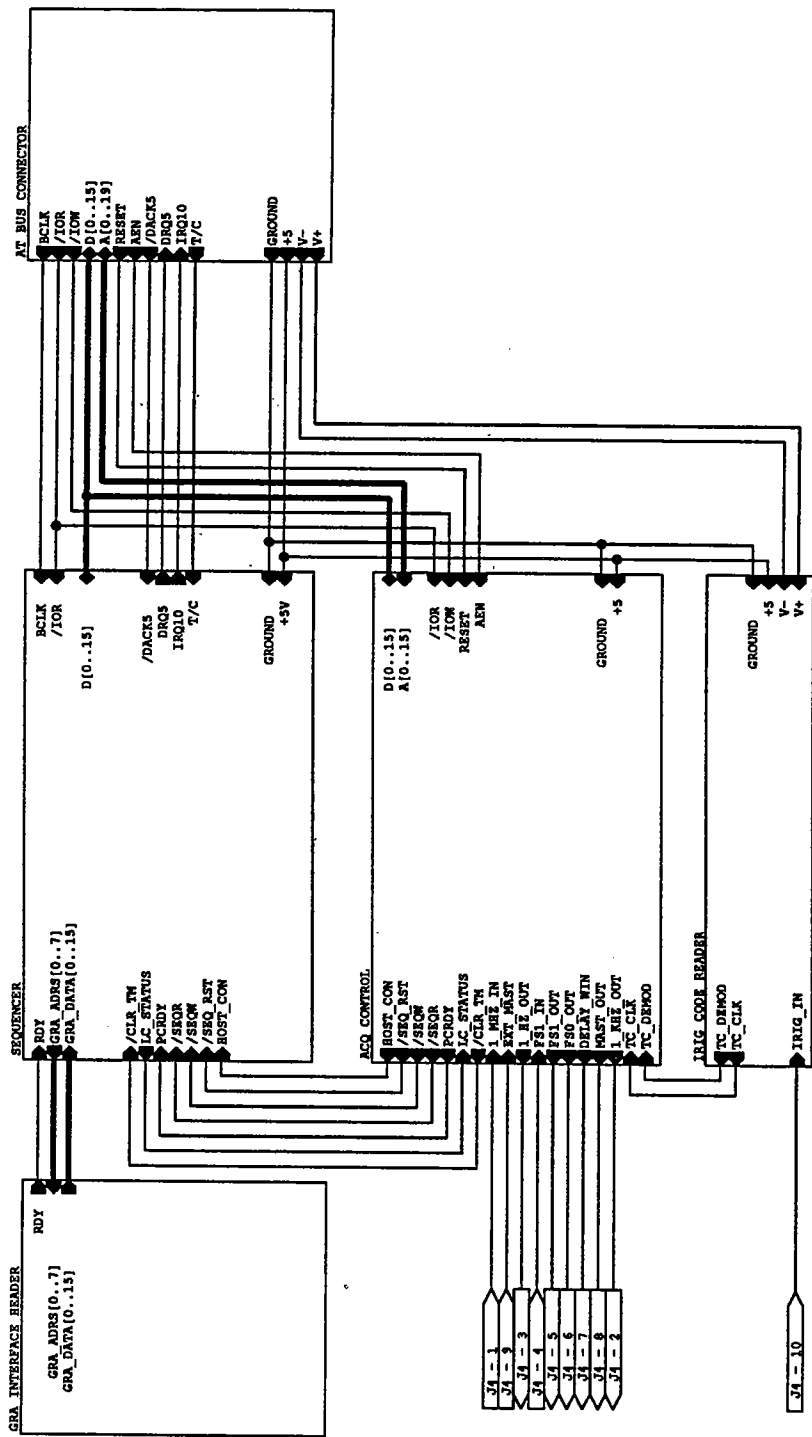 GRA INTERFACE HEADER
RDY
GRA_ADRS[0..7]
GRA_DATA[0..15]
SEQUENCER
RDY
GRA_ADRS[0..7]
GRA_DATA[0..15]
/CLR_TM
LC_STATUS
PCRDY
/SEQR
/SEQW
/SEQ_RST
HOST_CON
BCLK
/IOR
D[0..15]
/DACK5
DRQ5
IRQ10
T/C
GROUND
+5V
AT BUS CONNECTOR
BCLK
/IOR
/IOW
D[0..15]
A[0..19]
RESET
AEN
/DACK5
DRQ5
IRQ10
T/C
GROUND
+5
V-
V+
ACQ CONTROL
HOST_CON
/SEQ_RST
/SEQW
/SEQR
PCRDY
LC_STATUS
/CLR_TM
1_MHZ_IN
EXT_MAST
1_HZ_OUT
FS1_IN
FS1_OUT
FS0_OUT
DELAY_WIN
MAST_OUT
1_KHZ_OUT
TC_CLK
TC_DEMOD
D[0..15]
A[0..15]
/IOR
/IOW
RESET
AEN
GROUND
+5
J4 - 1
J4 - 9
J4 - 3
J4 - 4
J4 - 5
J4 - 6
J4 - 7
J4 - 8
J4 - 2
IRIG CODE READER
TC_DEMOD
TC_CLK
IRIG_IN
GROUND
+5
V-
V+
J4 - 10